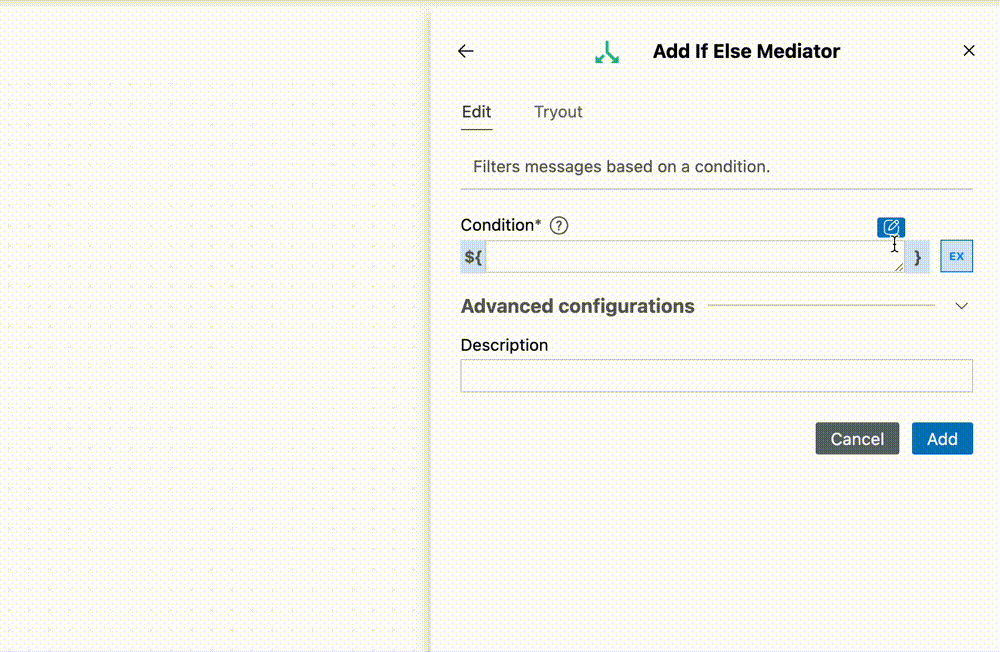 Add If Else Mediator
Edit Tryout
Filters messages based on a condition.
Condition* ?
${ } EX
Advanced configurations
Description
Cancel Add